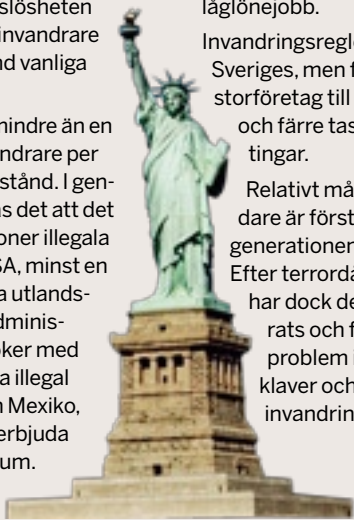 slösheten
invandrare
d vanliga
mindre än en
ndrare per
stånd. I gen-
s det att det
oner illegala
SA, minst en
a utlands-
dminis-
ker med
a illegal
Mexiko,
erbjuda
um.
låglönejobb.
Invandringsregle
Sveriges, men f
storföretag till
och färre tas
tingar.
Relativt må
dare är först
generationen
Efter terrordå
har dock de
rats och f
problem i
klaver och
invandrin